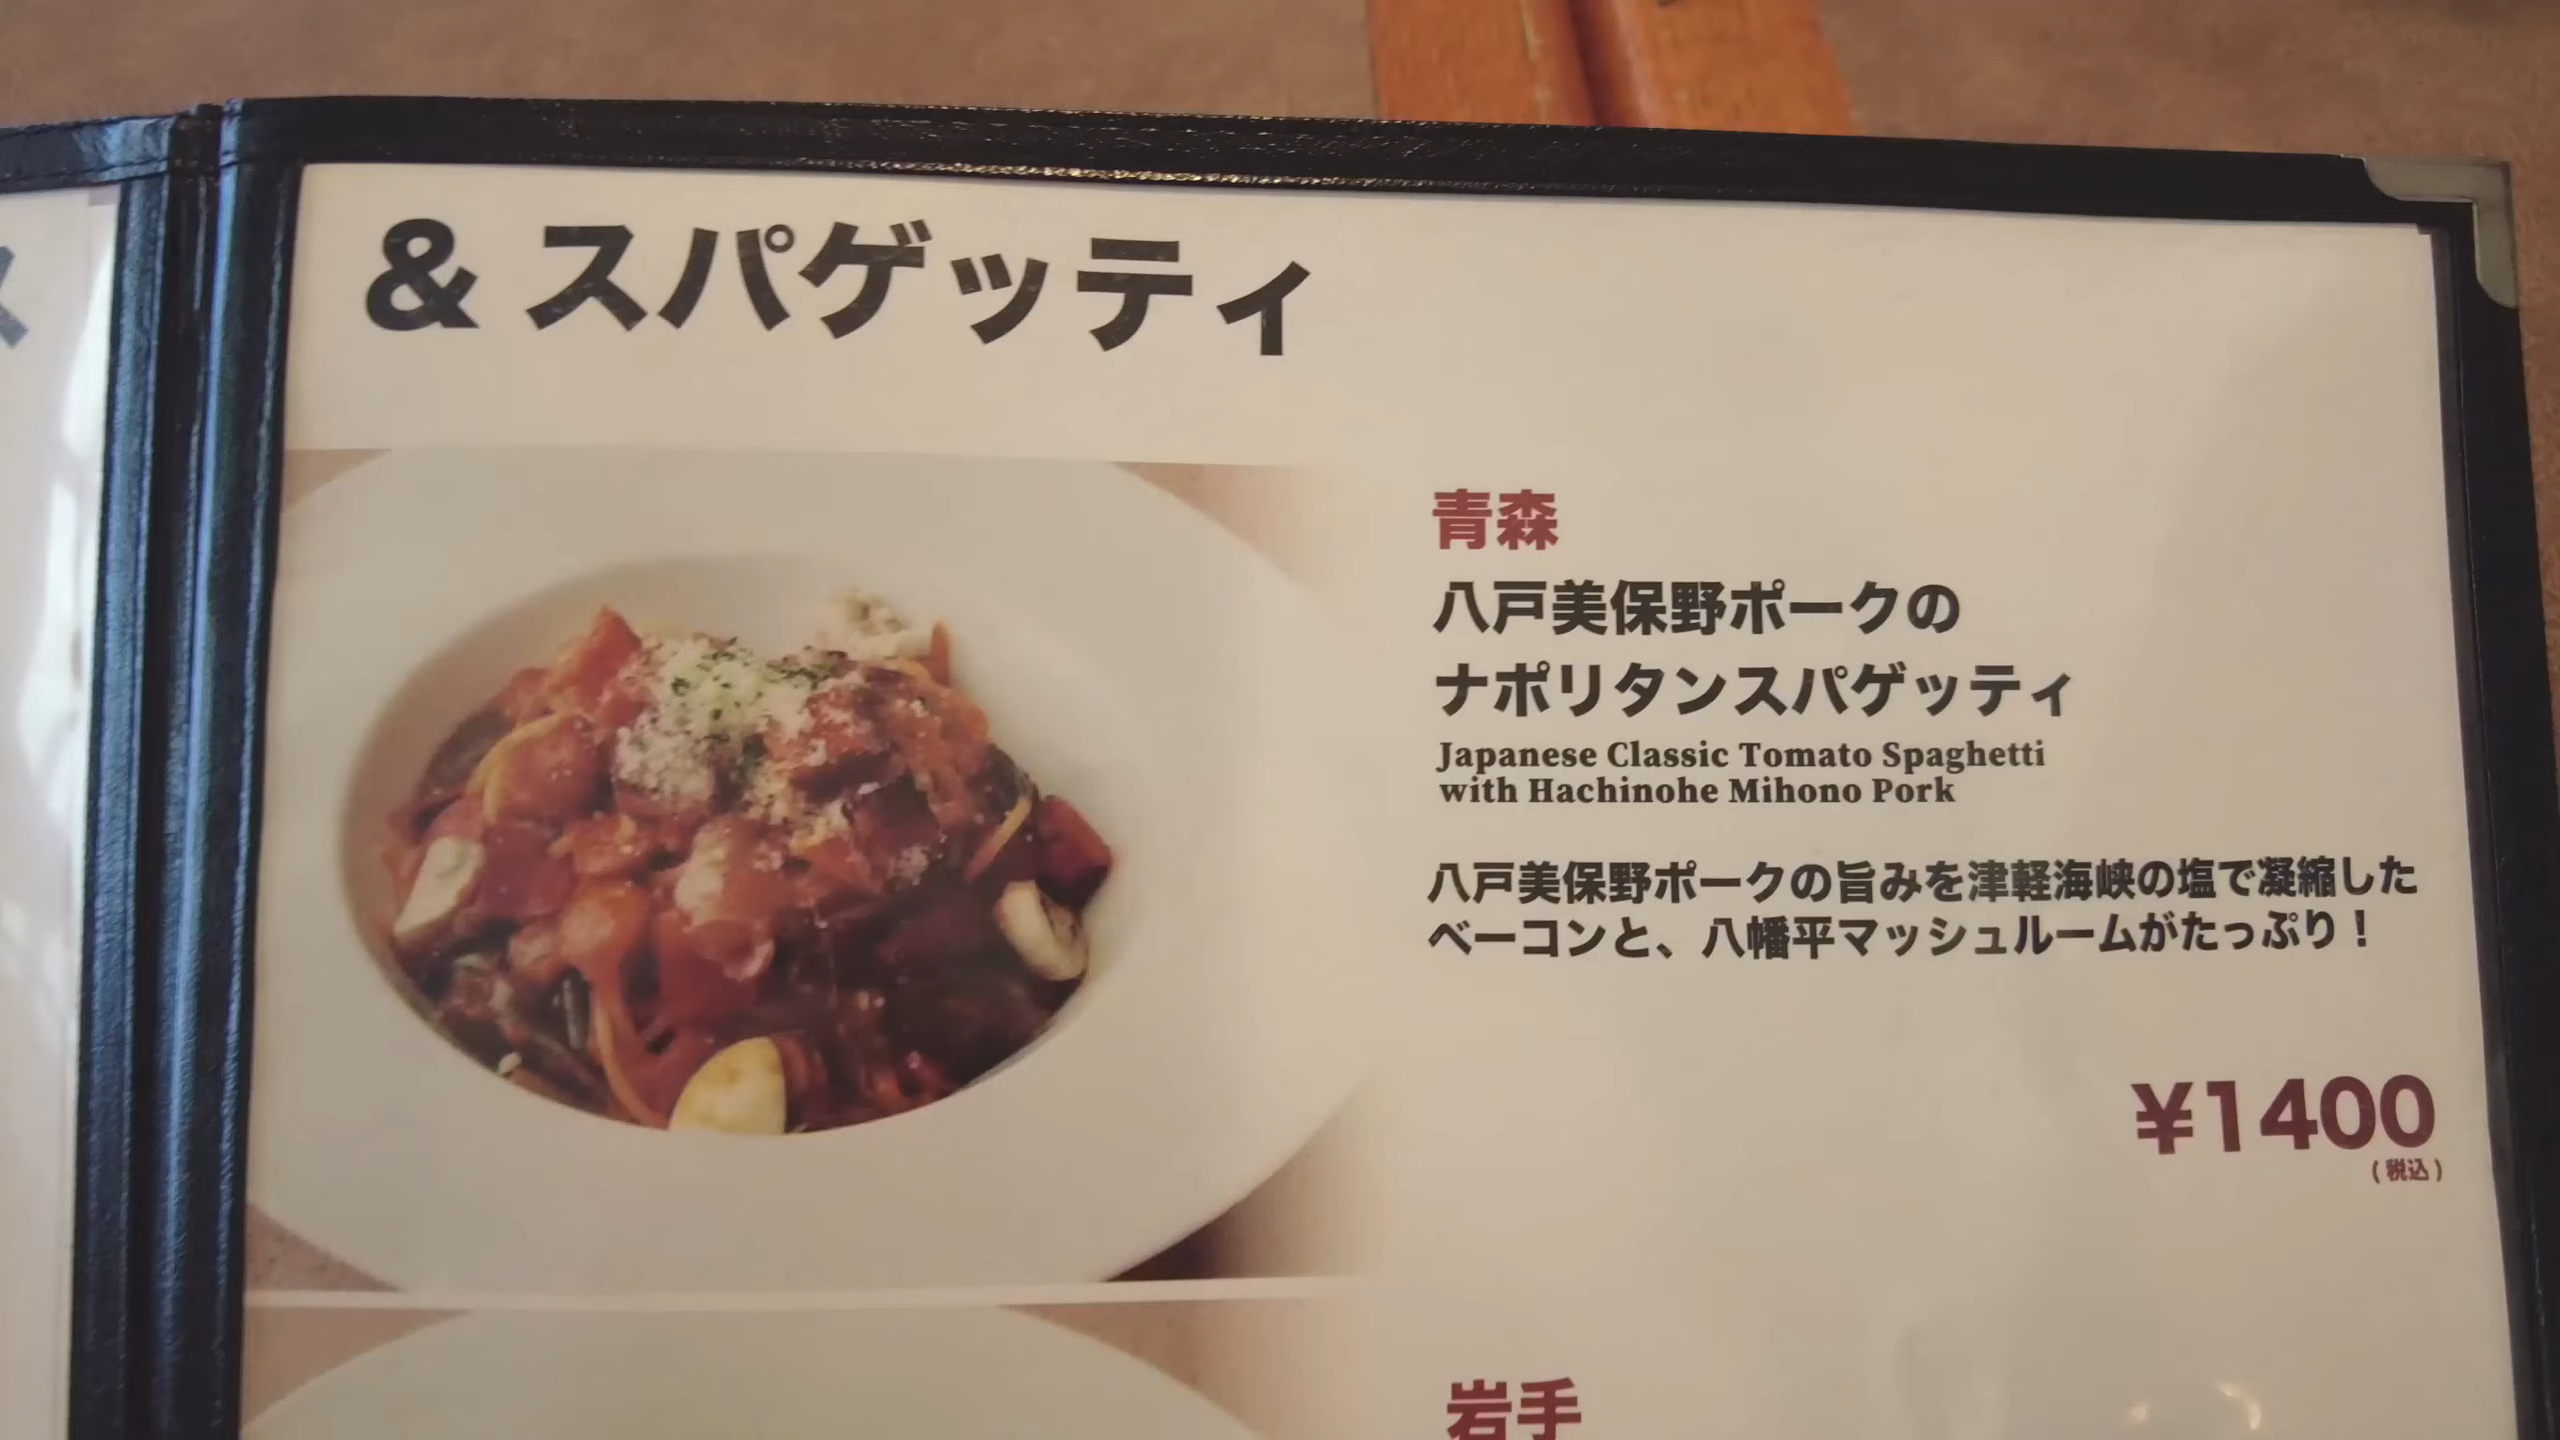 & スパゲッティ
青森
八戸美保野ポークの
ナポリタンスパゲッティ
Japanese Classic Tomato Spaghetti
with Hachinohe Mihono Pork
八戸美保野ポークの旨みを津軽海峡の塩で凝縮した
ベーコンと、八幡平マッシュルームがたっぷり！
¥1400
(税込)
岩手